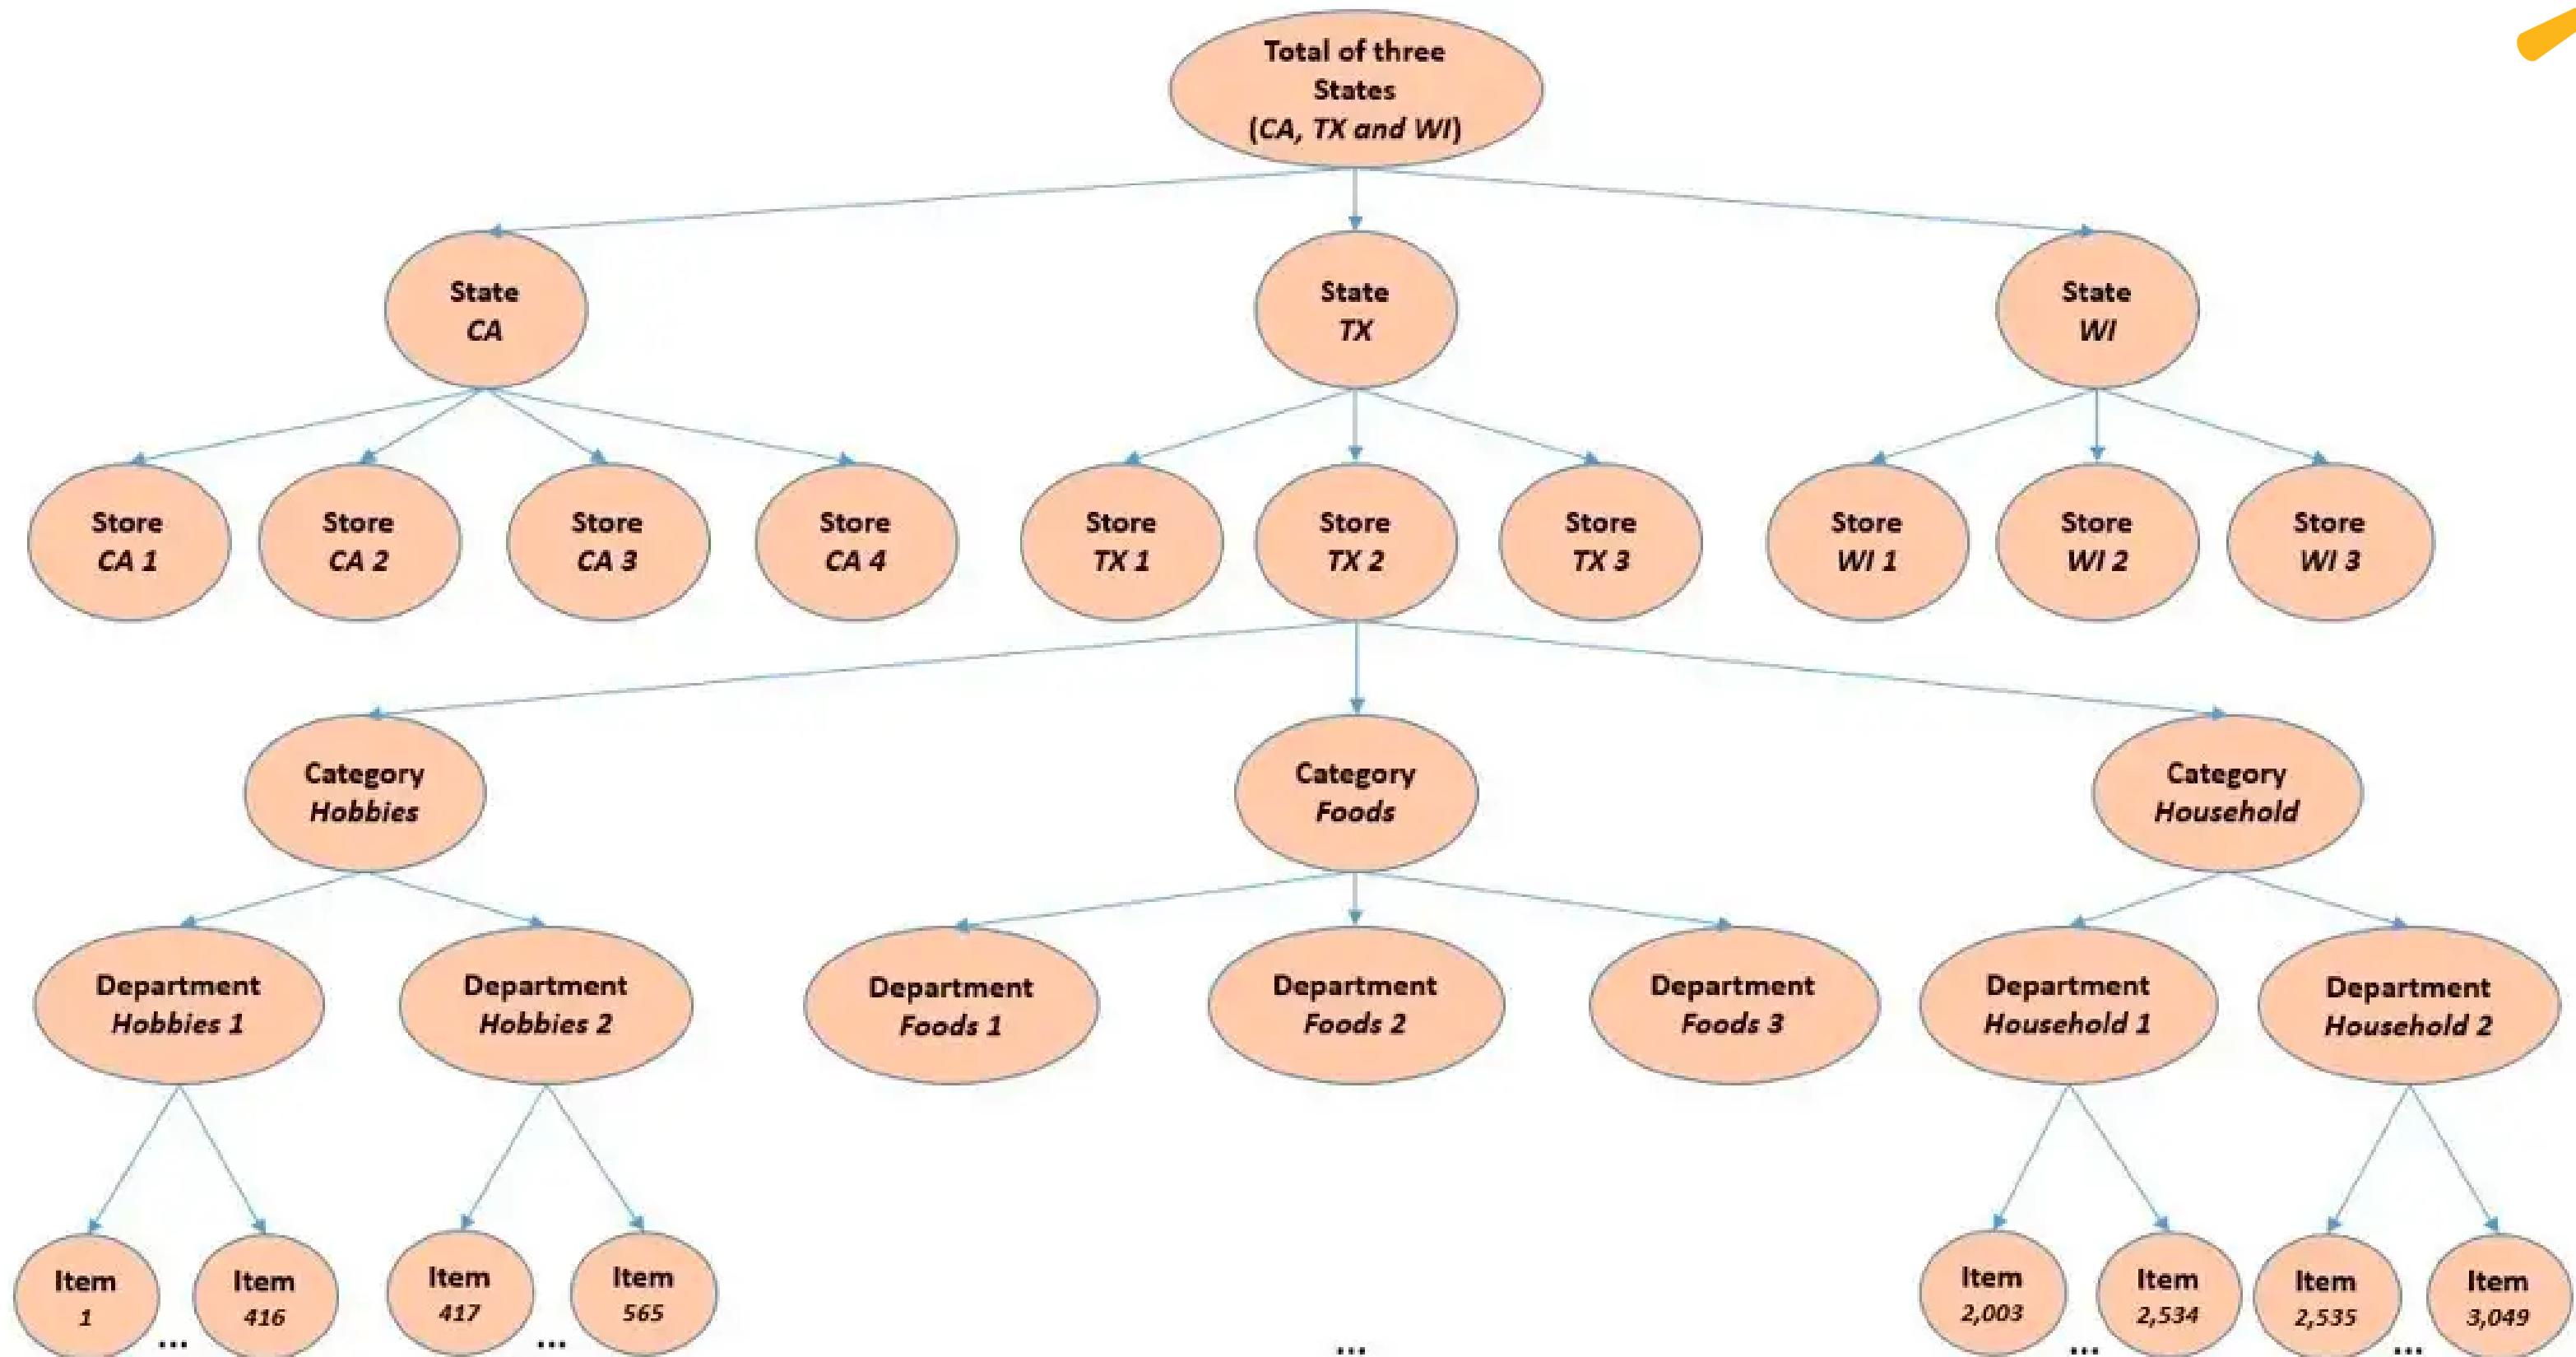 Total of three
States
(CA, TX and WI)
State
CA
State
TX
State
WI
Store
CA 1
Store
CA 2
Store
CA 3
Store
CA 4
Store
TX 1
Store
TX 2
Store
TX 3
Store
WI 1
Store
WI 2
Store
WI 3
Category
Hobbies
Category
Foods
Category
Household
Department
Hobbies 1
Department
Hobbies 2
Department
Foods 1
Department
Foods 2
Department
Foods 3
Department
Household 1
Department
Household 2
Item
1
...
Item
416
Item
417
...
Item
565
...
Item
2,003
...
Item
2,534
Item
2,535
...
Item
3,049